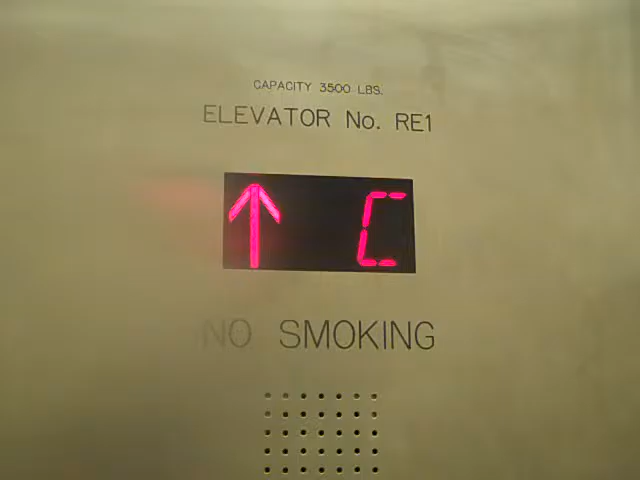 CAPACITY 3500 LBS.
ELEVATOR No. RE1
↑ C
NO SMOKING